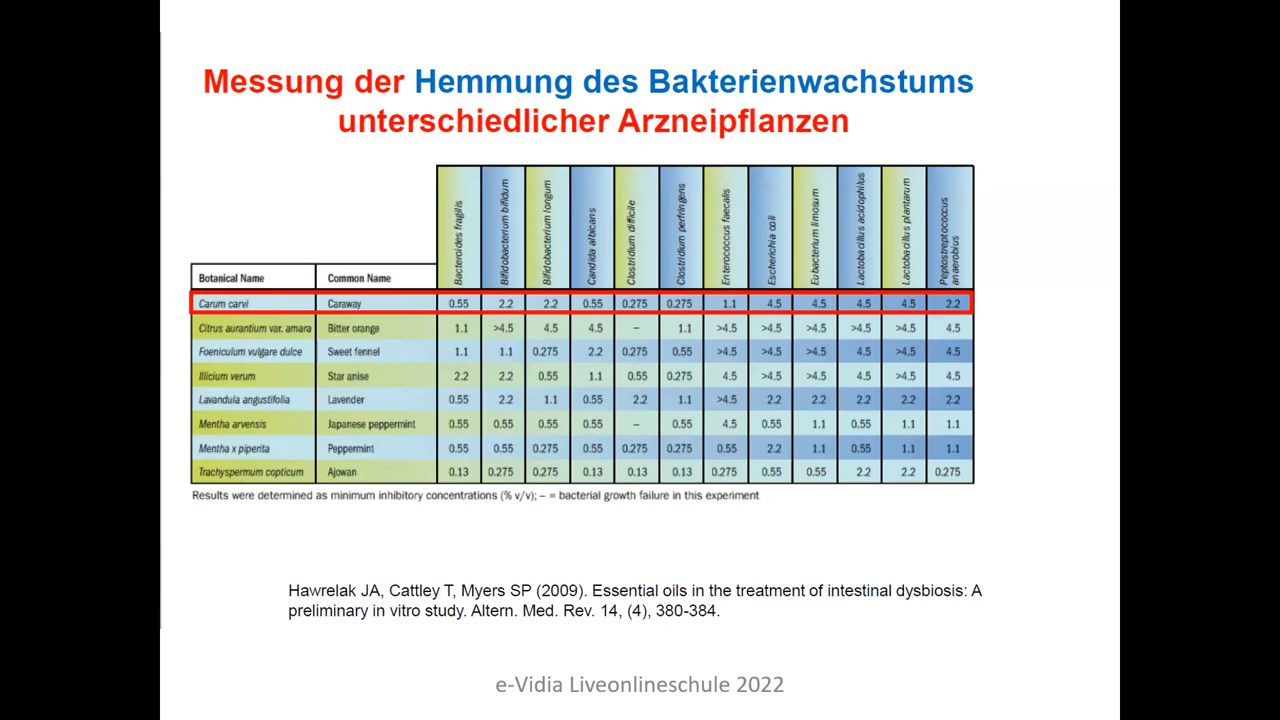 Messung der Hemmung des Bakterienwachstums
unterschiedlicher Arzneipflanzen
Botanical Name Common Name Bacteroides fragilis Bifidobacterium bifidum Bifidobacterium longum Candida albicans Clostridium difficile Clostridium perfringens Enterococcus faecalis Escherichia coli Eubacterium limosum Lactobacillus acidophilus Lactobacillus plantarum Peptostreptococcus anaerobius
Carum carvi Caraway 0.55 2.2 2.2 0.55 0.275 0.275 1.1 4.5 4.5 4.5 4.5 2.2
Citrus aurantium var. amara Bitter orange 1.1 >4.5 4.5 4.5 – 1.1 >4.5 >4.5 >4.5 >4.5 >4.5 4.5
Foeniculum vulgare dulce Sweet fennel 1.1 1.1 0.275 2.2 0.275 0.55 >4.5 >4.5 >4.5 4.5 >4.5 4.5
Illicium verum Star anise 2.2 2.2 0.55 1.1 0.55 0.275 4.5 >4.5 >4.5 4.5 >4.5 4.5
Lavandula angustifolia Lavender 0.55 2.2 1.1 0.55 2.2 1.1 >4.5 2.2 2.2 2.2 2.2 2.2
Mentha arvensis Japanese peppermint 0.55 0.55 0.55 0.55 – 0.55 4.5 0.55 1.1 0.55 1.1 1.1
Mentha x piperita Peppermint 0.55 0.55 0.275 0.55 0.275 0.275 0.55 2.2 1.1 0.55 1.1 1.1
Trachyspermum copticum Ajowan 0.13 0.275 0.275 0.13 0.13 0.13 0.275 0.55 0.55 2.2 2.2 0.275
Results were determined as minimum inhibitory concentrations (% v/v); – = bacterial growth failure in this experiment
Hawrelak JA, Cattley T, Myers SP (2009). Essential oils in the treatment of intestinal dysbiosis: A
preliminary in vitro study. Altern. Med. Rev. 14, (4), 380-384.
e-Vidia Liveonlineschule 2022